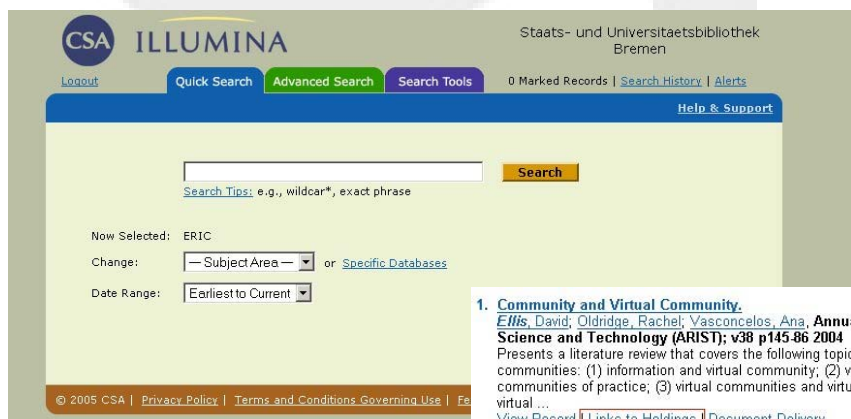 CSA ILLUMINA
Staats- und Universitaetsbibliothek
Bremen
Logout Quick Search Advanced Search Search Tools 0 Marked Records | Search History | Alerts
Help & Support
Search
Search Tips: e.g., wildcar*, exact phrase
Now Selected: ERIC
Change: — Subject Area — or Specific Databases
Date Range: Earliest to Current
1. Community and Virtual Community.
Ellis, David; Oldridge, Rachel; Vasconcelos, Ana, Annua
Science and Technology (ARIST); v38 p145-86 2004
Presents a literature review that covers the following topic
communities: (1) information and virtual community; (2) v
communities of practice; (3) virtual communities and virtu
virtual ...
View Record | Links to Holdings | Document Delivery
© 2005 CSA | Privacy Policy | Terms and Conditions Governing Use | Fe